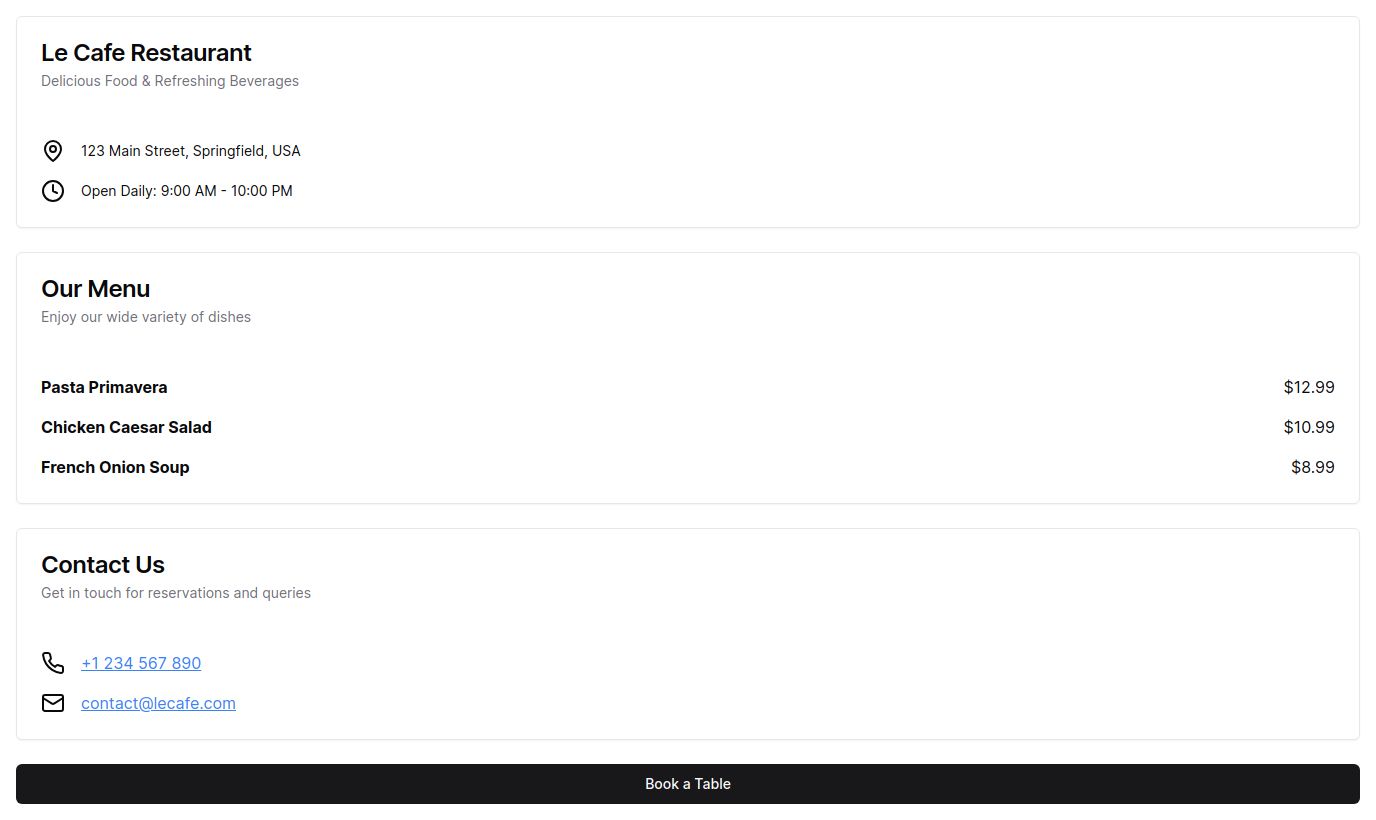 Le Cafe Restaurant
Delicious Food & Refreshing Beverages
123 Main Street, Springfield, USA
Open Daily: 9:00 AM - 10:00 PM
Our Menu
Enjoy our wide variety of dishes
Pasta Primavera $12.99
Chicken Caesar Salad $10.99
French Onion Soup $8.99
Contact Us
Get in touch for reservations and queries
+1 234 567 890
contact@lecafe.com
Book a Table